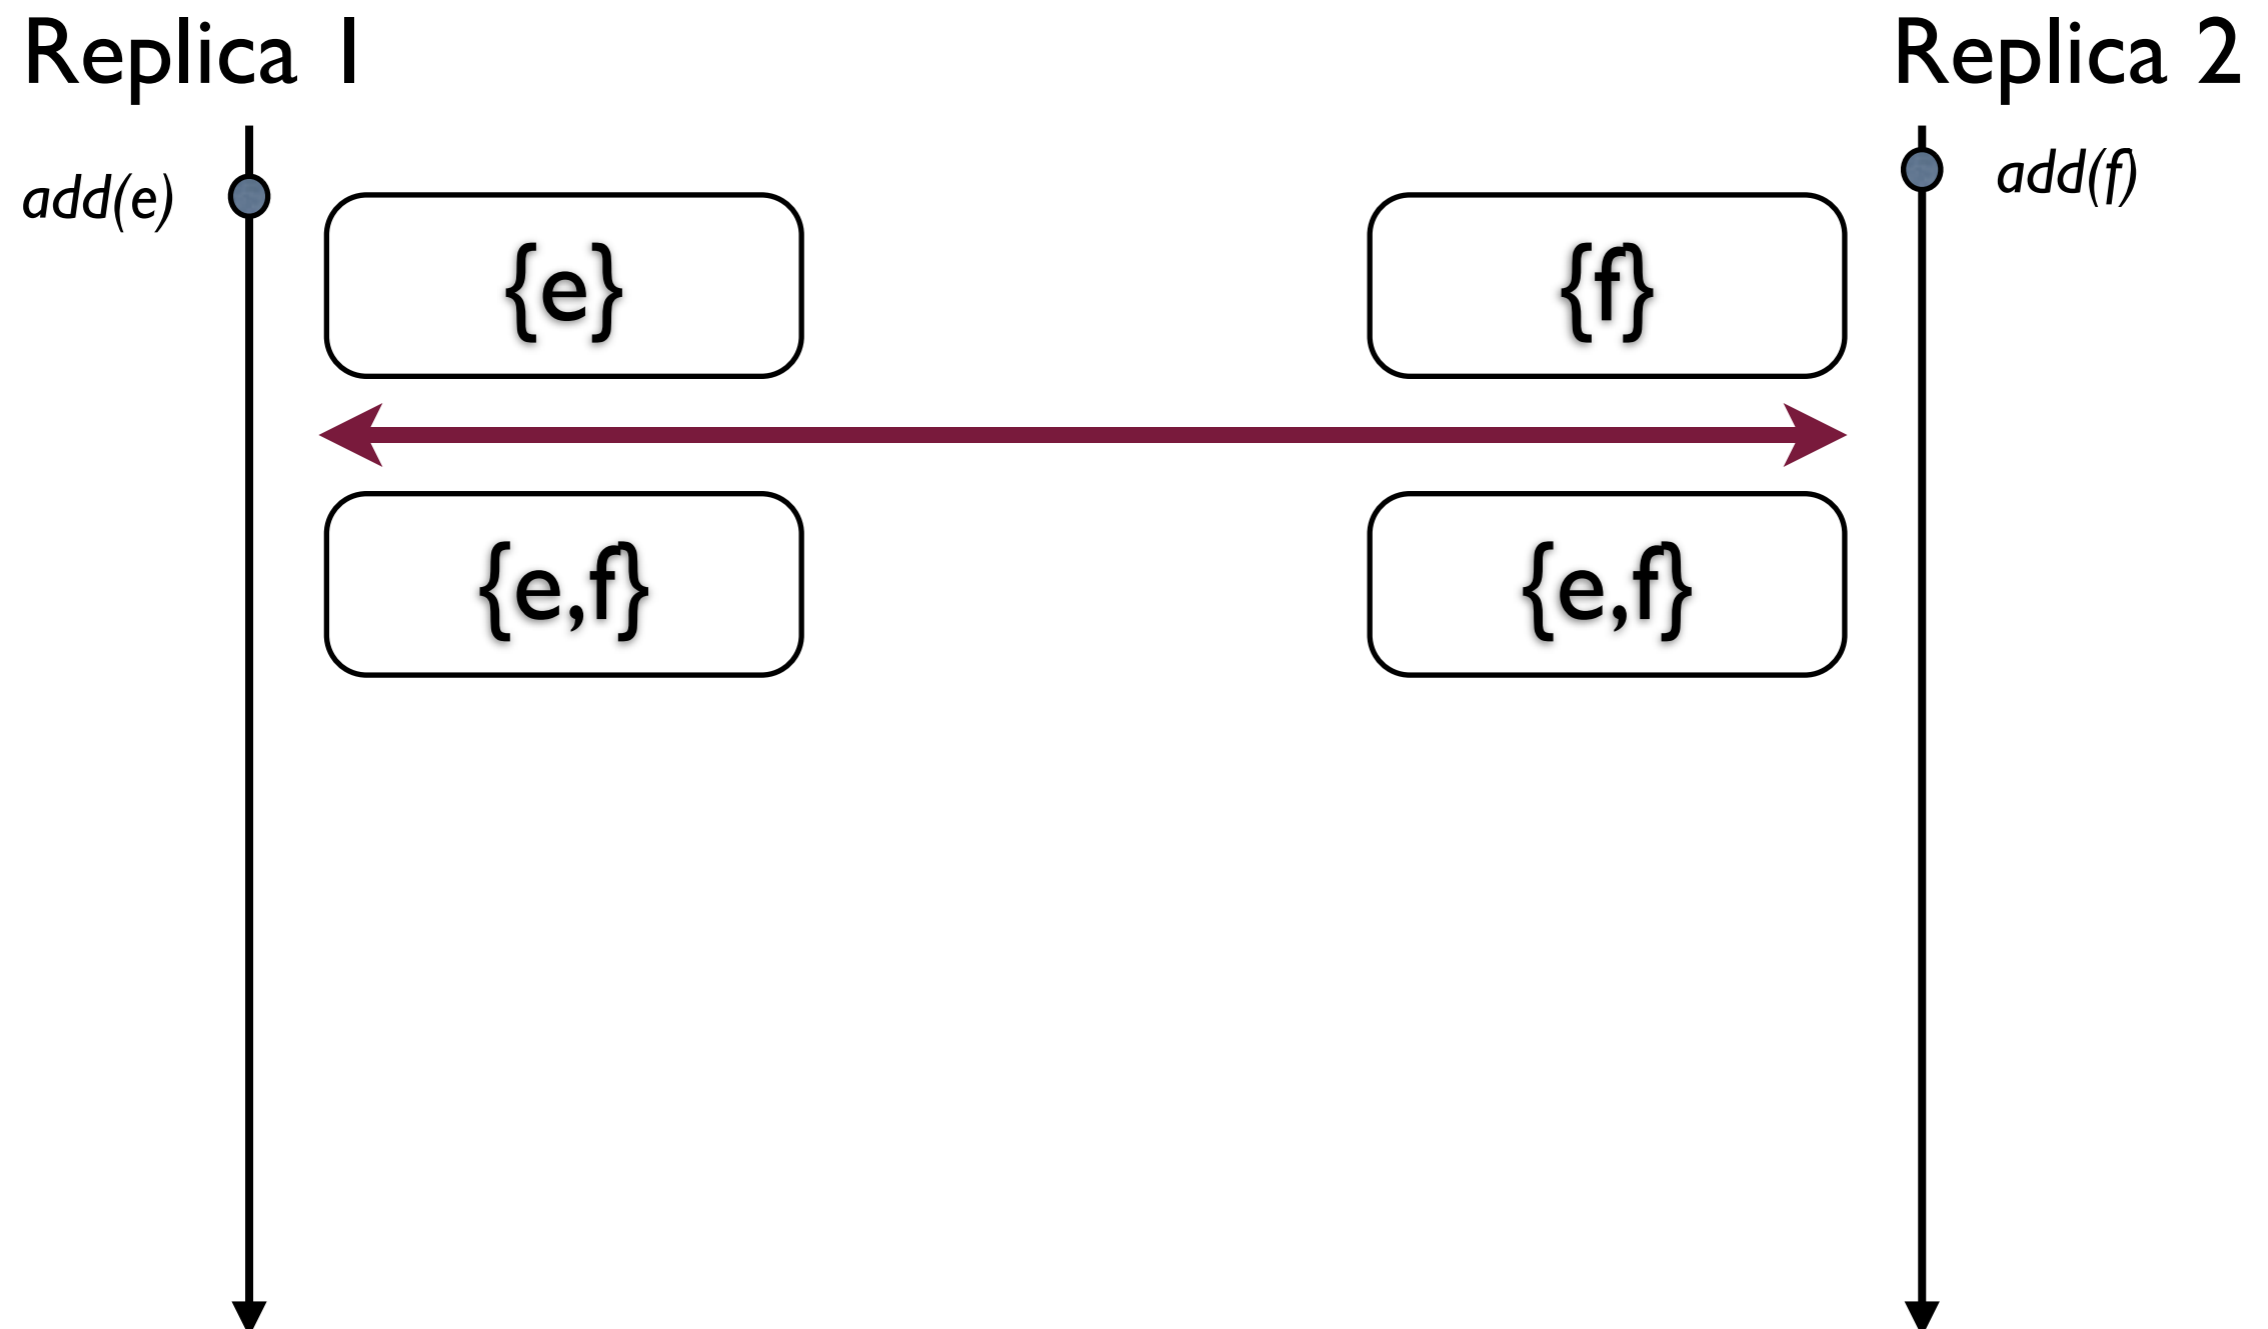 Replica 1
Replica 2
add(e)
add(f)
{e}
{f}
{e,f}
{e,f}